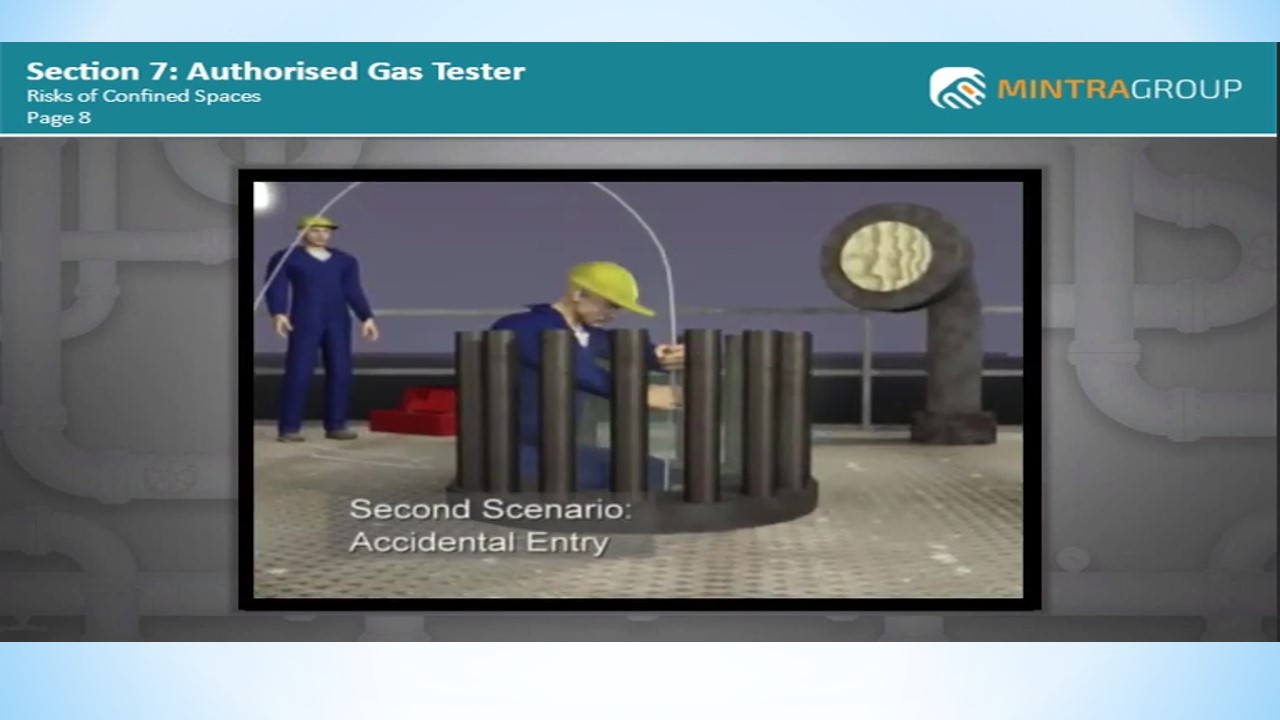 Section 7: Authorised Gas Tester
Risks of Confined Spaces
Page 8
MINTRAGROUP
Second Scenario:
Accidental Entry